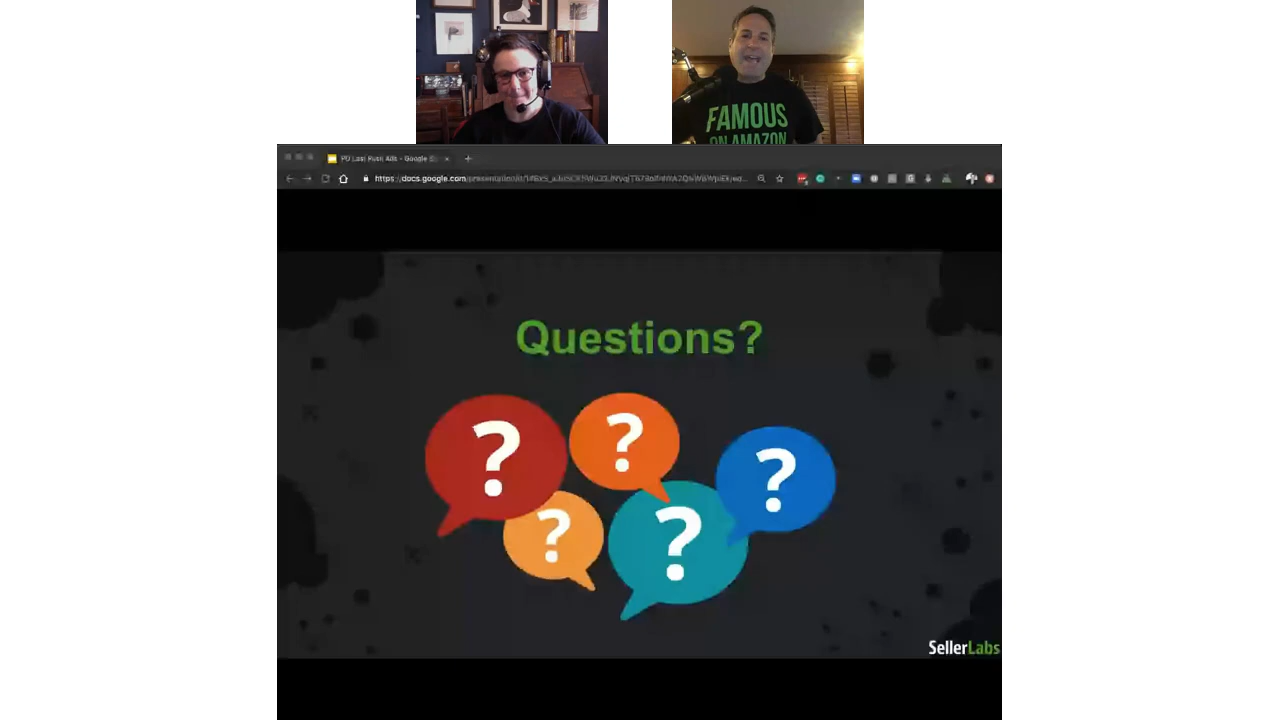 FAMOUS
ON AMAZON
https://docs.google.com
Questions?
?
?
?
?
?
SellerLabs